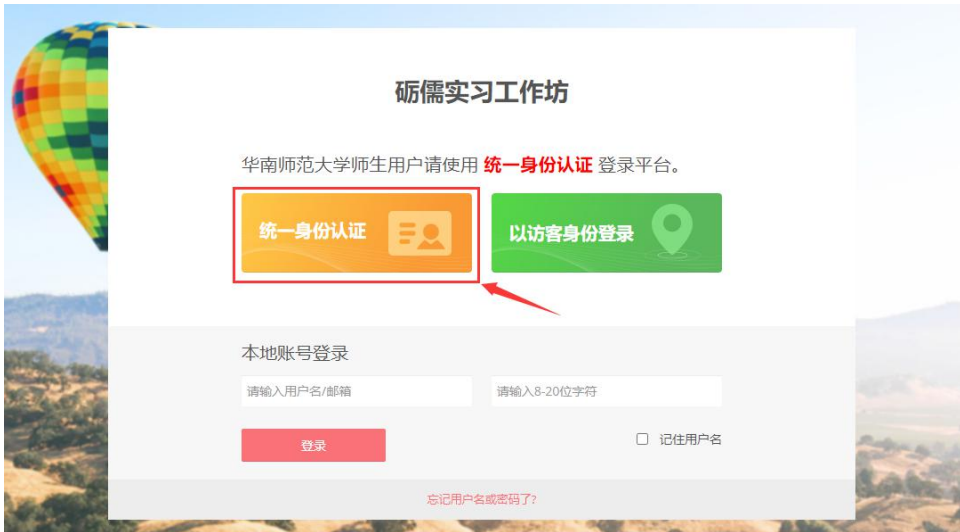 砺儒实习工作坊
华南师范大学师生用户请使用 统一身份认证 登录平台。
统一身份认证
以访客身份登录
本地账号登录
请输入用户名/邮箱
请输入8-20位字符
登录
记住用户名
忘记用户名或密码了?